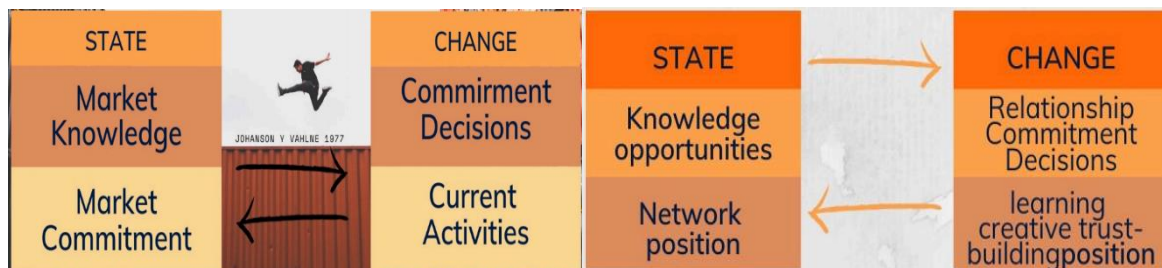 STATE
Market
Knowledge
Market
Commitment
JOHANSON Y VAHLNE 1977
CHANGE
Commirment
Decisions
Current
Activities
STATE
Knowledge
opportunities
Network
position
CHANGE
Relationship
Commitment
Decisions
learning
creative trust-
buildingposition